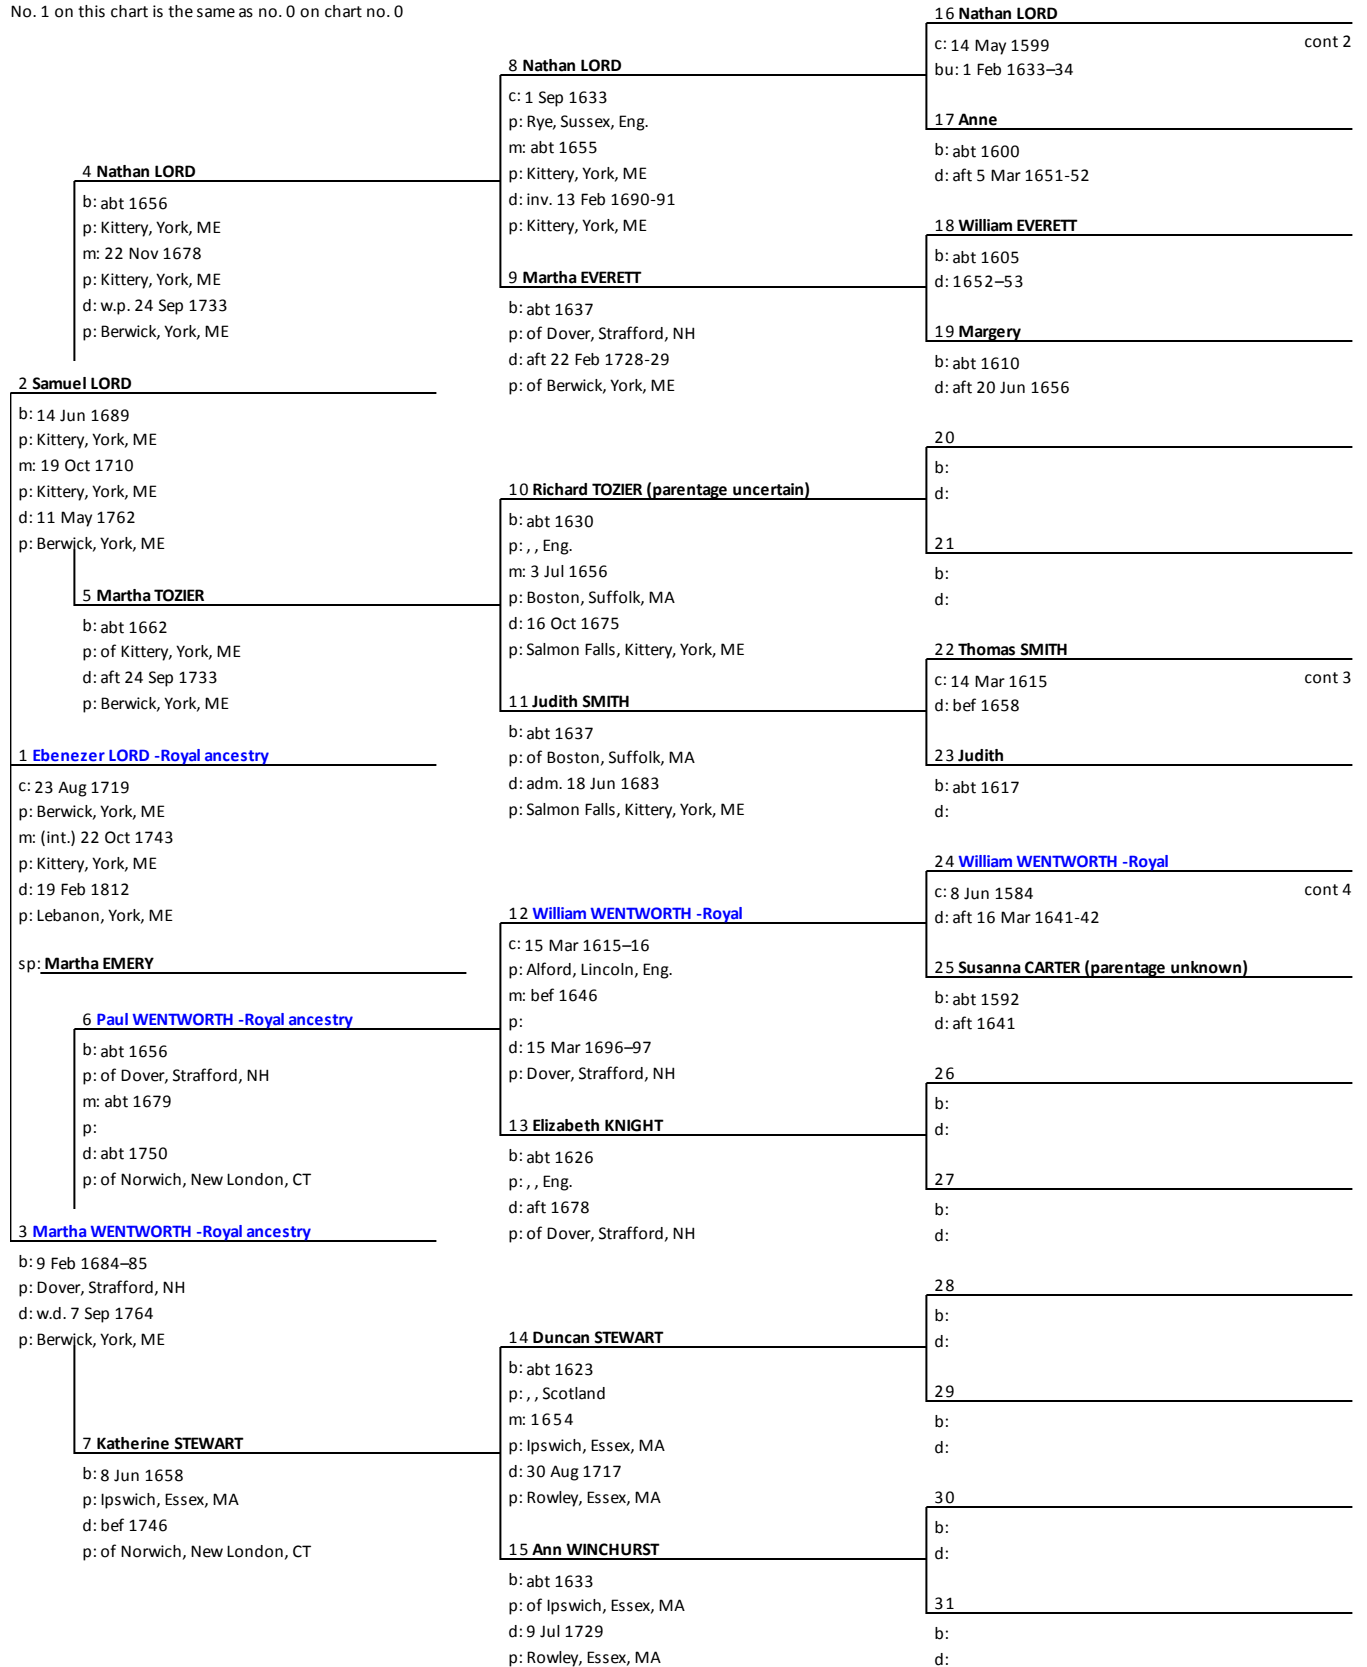 No. 1 on this chart is the same as no. 0 on chart no. 0
16 Nathan LORD
c: 14 May 1599 cont 2
bu: 1 Feb 1633–34
8 Nathan LORD
c: 1 Sep 1633
p: Rye, Sussex, Eng.
m: abt 1655
p: Kittery, York, ME
d: inv. 13 Feb 1690-91
p: Kittery, York, ME
17 Anne
b: abt 1600
d: aft 5 Mar 1651-52
4 Nathan LORD
b: abt 1656
p: Kittery, York, ME
m: 22 Nov 1678
p: Kittery, York, ME
d: w.p. 24 Sep 1733
p: Berwick, York, ME
18 William EVERETT
b: abt 1605
d: 1652–53
9 Martha EVERETT
b: abt 1637
p: of Dover, Strafford, NH
d: aft 22 Feb 1728-29
p: of Berwick, York, ME
19 Margery
b: abt 1610
d: aft 20 Jun 1656
2 Samuel LORD
b: 14 Jun 1689
p: Kittery, York, ME
m: 19 Oct 1710
p: Kittery, York, ME
d: 11 May 1762
p: Berwick, York, ME
20
b:
d:
10 Richard TOZIER (parentage uncertain)
b: abt 1630
p: , , Eng.
m: 3 Jul 1656
p: Boston, Suffolk, MA
d: 16 Oct 1675
p: Salmon Falls, Kittery, York, ME
21
b:
d:
5 Martha TOZIER
b: abt 1662
p: of Kittery, York, ME
d: aft 24 Sep 1733
p: Berwick, York, ME
22 Thomas SMITH
c: 14 Mar 1615 cont 3
d: bef 1658
11 Judith SMITH
b: abt 1637
p: of Boston, Suffolk, MA
d: adm. 18 Jun 1683
p: Salmon Falls, Kittery, York, ME
23 Judith
b: abt 1617
d:
1 Ebenezer LORD -Royal ancestry
c: 23 Aug 1719
p: Berwick, York, ME
m: (int.) 22 Oct 1743
p: Kittery, York, ME
d: 19 Feb 1812
p: Lebanon, York, ME
sp: Martha EMERY
24 William WENTWORTH -Royal
c: 8 Jun 1584 cont 4
d: aft 16 Mar 1641-42
12 William WENTWORTH -Royal
c: 15 Mar 1615–16
p: Alford, Lincoln, Eng.
m: bef 1646
p:
d: 15 Mar 1696–97
p: Dover, Strafford, NH
25 Susanna CARTER (parentage unknown)
b: abt 1592
d: aft 1641
6 Paul WENTWORTH -Royal ancestry
b: abt 1656
p: of Dover, Strafford, NH
m: abt 1679
p:
d: abt 1750
p: of Norwich, New London, CT
26
b:
d:
13 Elizabeth KNIGHT
b: abt 1626
p: , , Eng.
d: aft 1678
p: of Dover, Strafford, NH
27
b:
d:
3 Martha WENTWORTH -Royal ancestry
b: 9 Feb 1684–85
p: Dover, Strafford, NH
d: w.d. 7 Sep 1764
p: Berwick, York, ME
28
b:
d:
14 Duncan STEWART
b: abt 1623
p: , , Scotland
m: 1654
p: Ipswich, Essex, MA
d: 30 Aug 1717
p: Rowley, Essex, MA
29
b:
d:
7 Katherine STEWART
b: 8 Jun 1658
p: Ipswich, Essex, MA
d: bef 1746
p: of Norwich, New London, CT
30
b:
d:
15 Ann WINCHURST
b: abt 1633
p: of Ipswich, Essex, MA
d: 9 Jul 1729
p: Rowley, Essex, MA
31
b:
d: